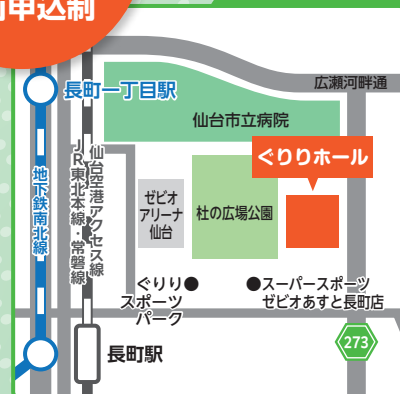 前申込制
広瀬河畔通
長町一丁目駅
仙台市立病院
ぐりりホール
仙台空港アクセス線
JR東北本線・常磐線
地下鉄南北線
ゼビオ
アリーナ
仙台
杜の広場公園
ぐりり
スポーツ
パーク
スーパースポーツ
ゼビオあすと長町店
273
長町駅